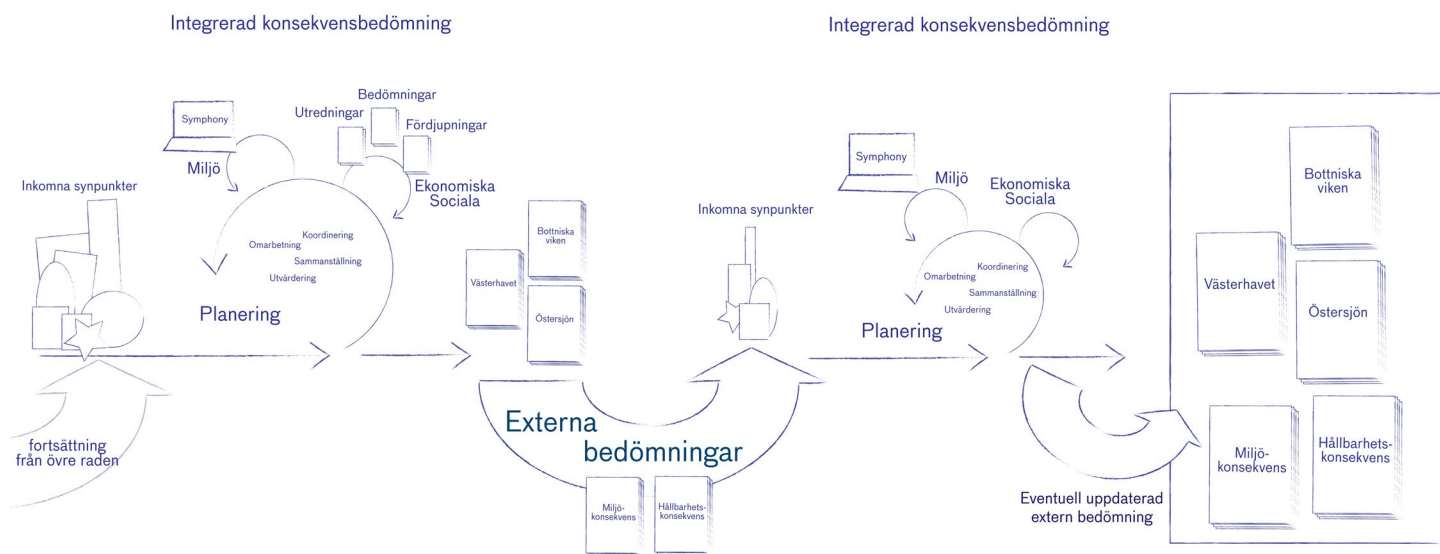 Integrerad konsekvensbedömning
Integrerad konsekvensbedömning
Bedömningar
Utredningar
Fördjupningar
Symphony
Miljö
Ekonomiska
Sociala
Inkomna synpunkter
Koordinering
Omarbetning
Sammanställning
Utvärdering
Planering
Bottniska
viken
Västerhavet
Östersjön
fortsättning
från övre raden
Externa
bedömningar
Miljö-
konsekvens
Hållbarhets-
konsekvens
Inkomna synpunkter
Symphony
Miljö
Ekonomiska
Sociala
Koordinering
Omarbetning
Sammanställning
Utvärdering
Planering
Eventuell uppdaterad
extern bedömning
Bottniska
viken
Västerhavet
Östersjön
Miljö-
konsekvens
Hållbarhets-
konsekvens